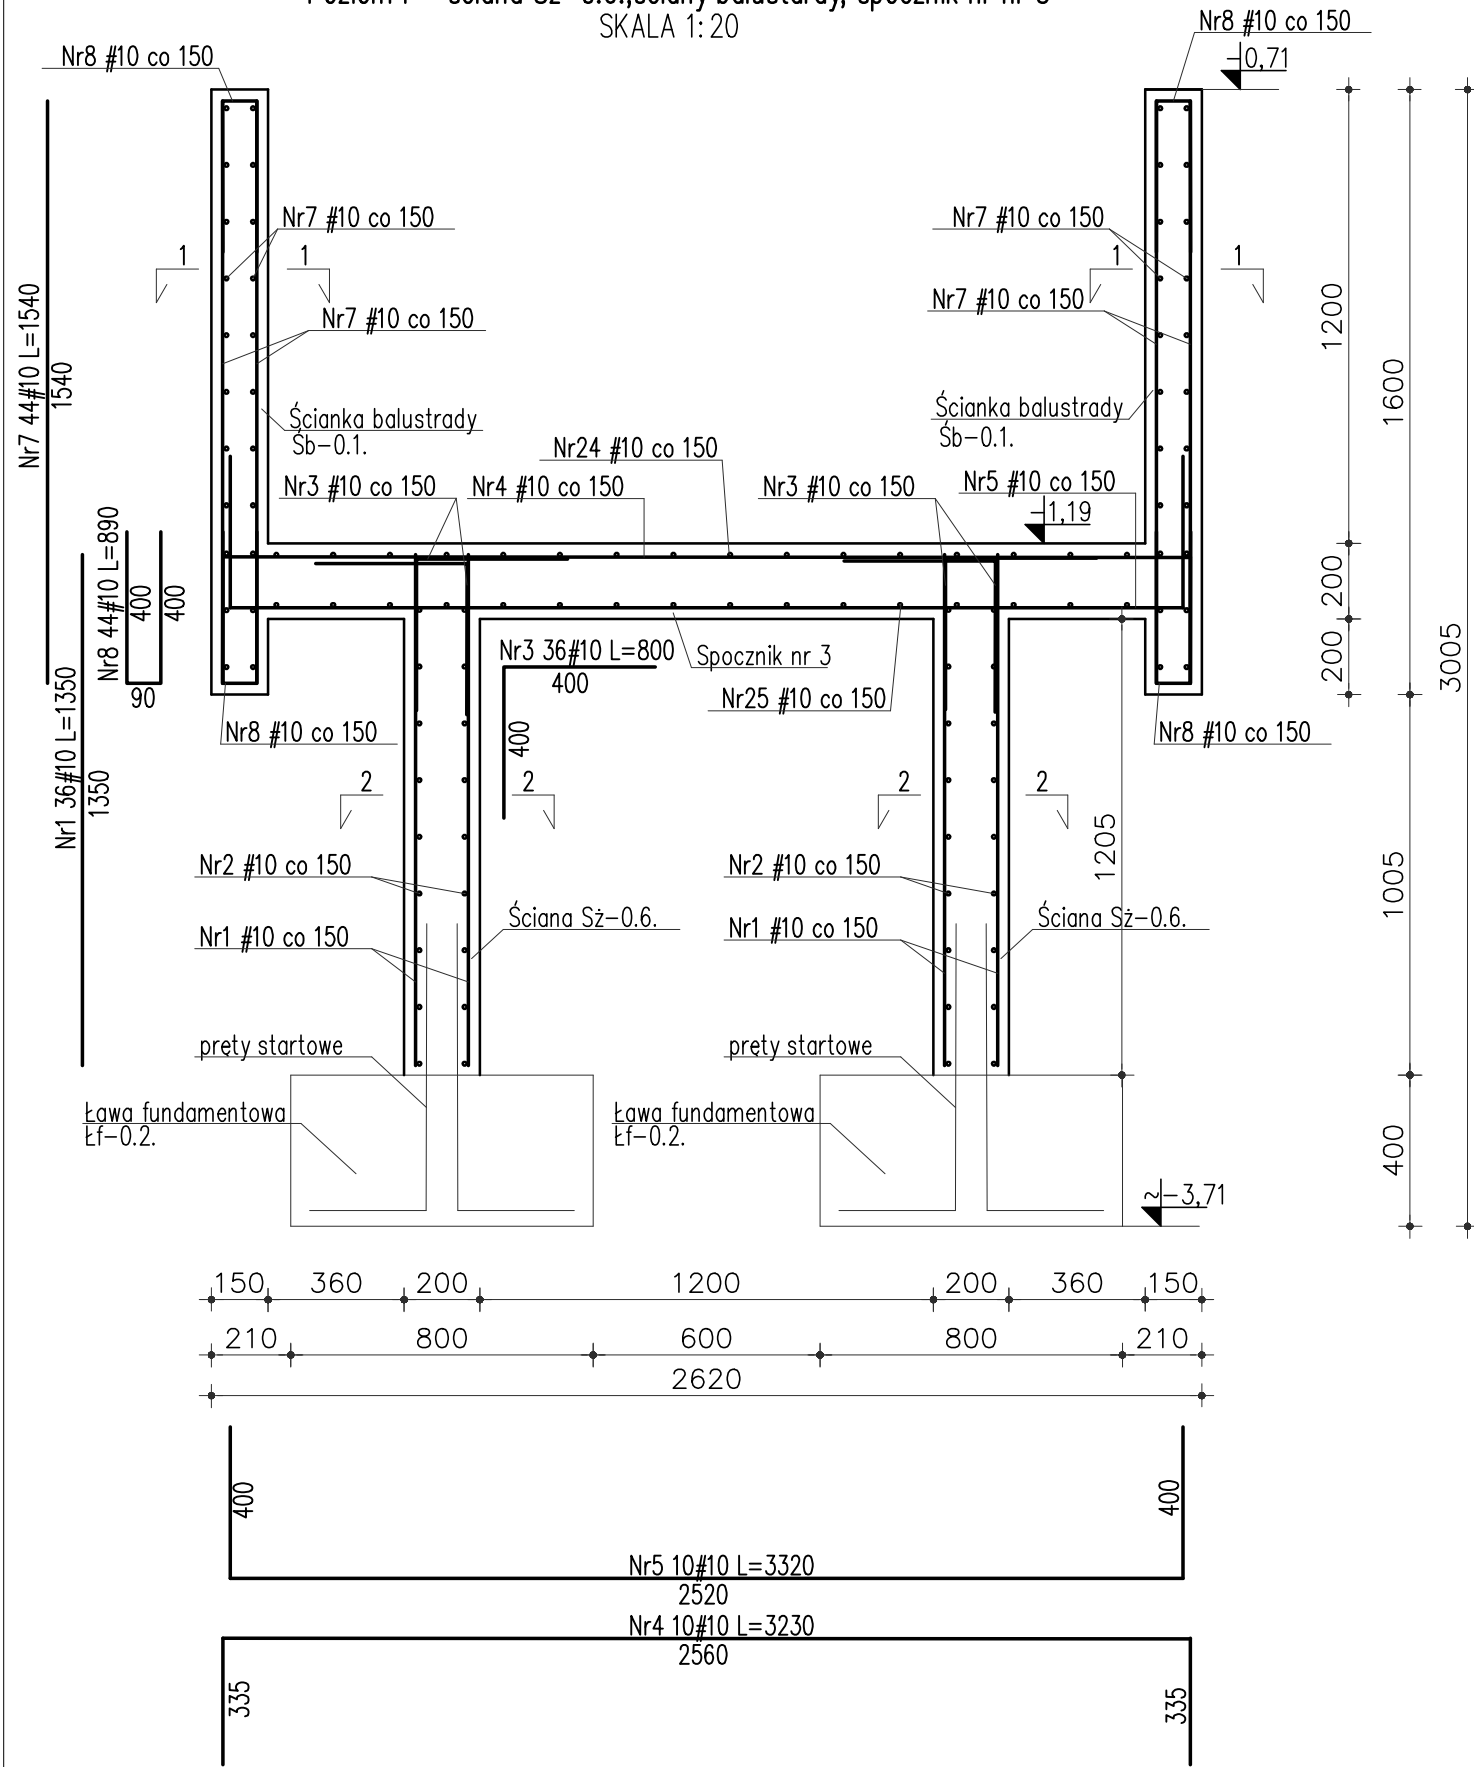 SKALA 1:20
Nr8 #10 co 150
Nr8 #10 co 150
-0,71
Nr7 #10 co 150
Nr7 #10 co 150
1
1
1
1
Nr7 #10 co 150
Nr7 #10 co 150
Nr7 44#10 L=1540
1540
1200
1600
3005
Ścianka balustrady
Śb-0.1.
Ścianka balustrady
Śb-0.1.
Nr24 #10 co 150
Nr3 #10 co 150
Nr4 #10 co 150
Nr3 #10 co 150
Nr5 #10 co 150
-1,19
Nr8 44#10 L=890
400
400
90
200
200
Nr3 36#10 L=800
400
400
Spocznik nr 3
Nr25 #10 co 150
Nr8 #10 co 150
Nr8 #10 co 150
Nr1 36#10 L=1350
1350
2
2
2
2
1205
1005
Nr2 #10 co 150
Nr2 #10 co 150
Nr1 #10 co 150
Ściana Sż-0.6.
Nr1 #10 co 150
Ściana Sż-0.6.
pręty startowe
pręty startowe
Ława fundamentowa
Łf-0.2.
Ława fundamentowa
Łf-0.2.
400
~-3,71
150 360 200 1200 200 360 150
210 800 600 800 210
2620
400
400
Nr5 10#10 L=3320
2520
Nr4 10#10 L=3230
2560
335
335